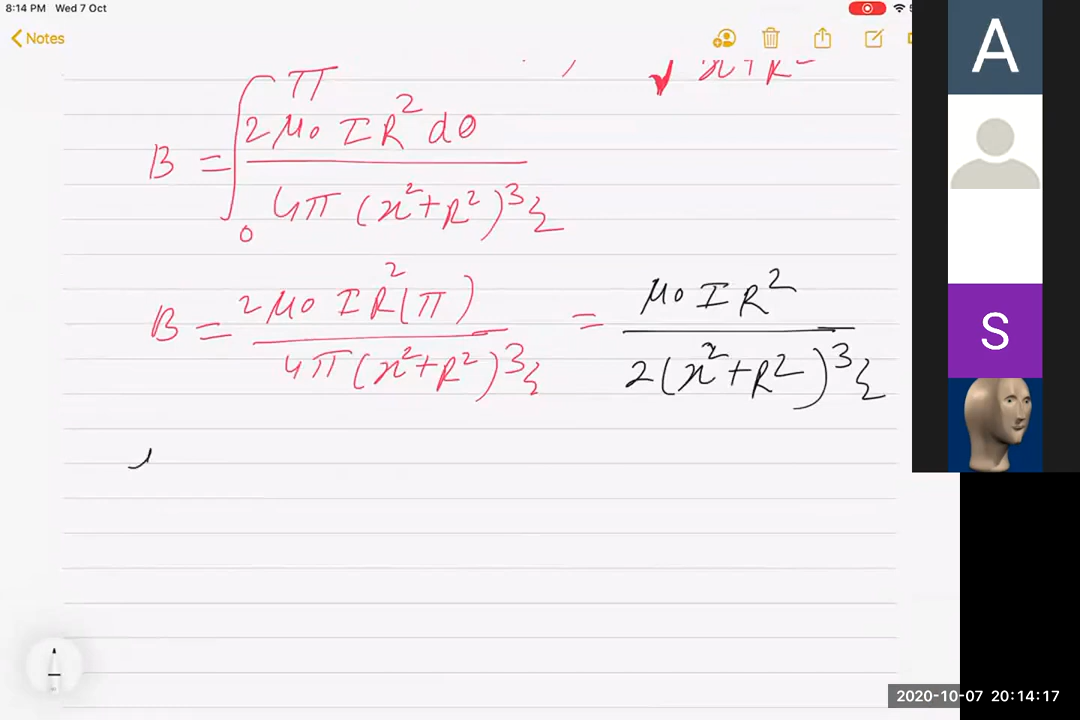 8:14 PM Wed 7 Oct
Notes
A
π
B = ∫ 2μ₀ I R² dθ
4π (x²+R²)^3/2
0
B = 2μ₀ I R²(π) = μ₀ I R²
4π (x²+R²)^3/2 2(x²+R²)^3/2
S
2020-10-07 20:14:17